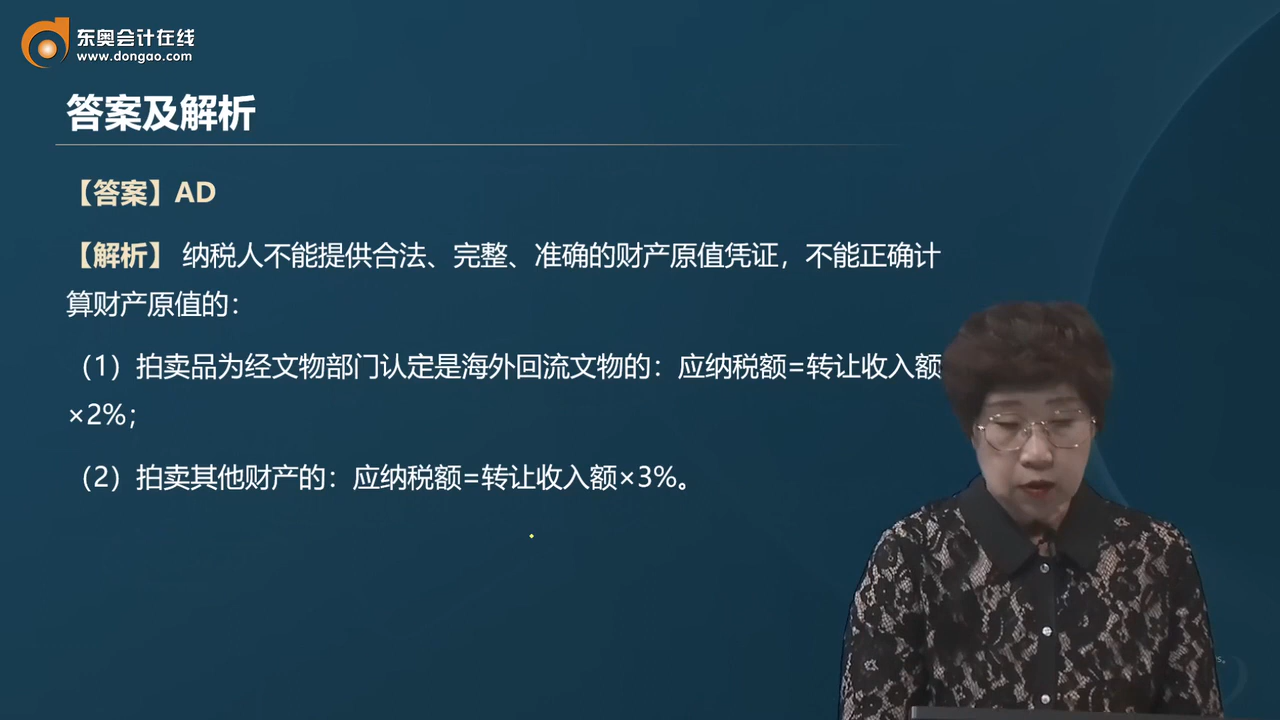 东奥会计在线
www.dongao.com
答案及解析
【答案】AD
【解析】 纳税人不能提供合法、完整、准确的财产原值凭证，不能正确计
算财产原值的：
（1）拍卖品为经文物部门认定是海外回流文物的：应纳税额=转让收入额
×2%；
（2）拍卖其他财产的：应纳税额=转让收入额×3%。